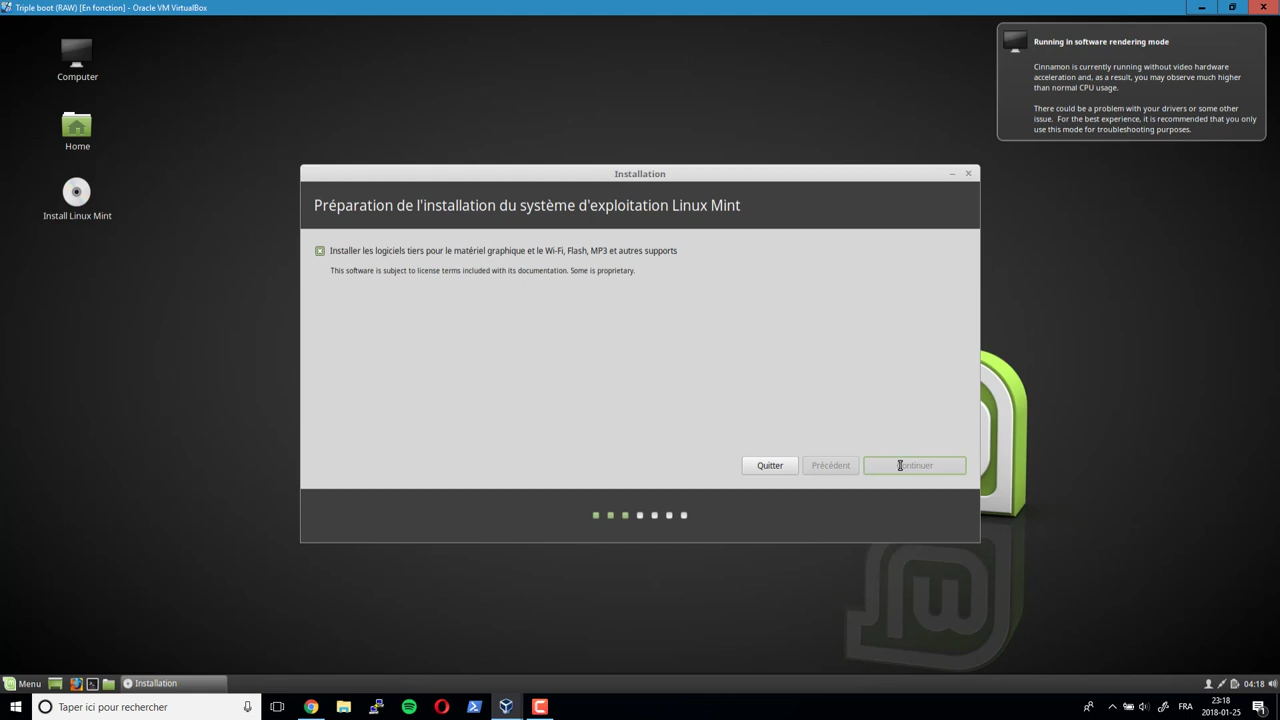 Triple boot (RAW) [En fonction] - Oracle VM VirtualBox
Computer
Home
Install Linux Mint
Running in software rendering mode
Cinnamon is currently running without video hardware
acceleration and, as a result, you may observe much higher
than normal CPU usage.
There could be a problem with your drivers or some other
issue. For the best experience, it is recommended that you only
use this mode for troubleshooting purposes.
Installation
Préparation de l'installation du système d'exploitation Linux Mint
Installer les logiciels tiers pour le matériel graphique et le Wi-Fi, Flash, MP3 et autres supports
This software is subject to license terms included with its documentation. Some is proprietary.
Quitter
Précédent
Continuer
Menu
Installation
04:18
Taper ici pour rechercher
FRA
23:18
2018-01-25